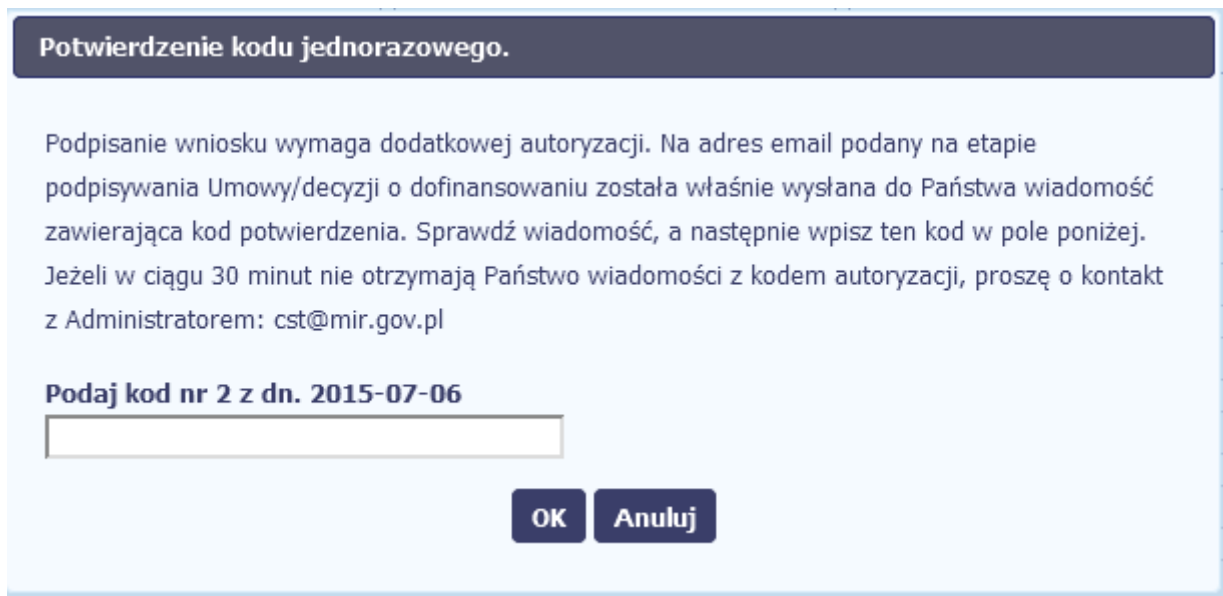 Potwierdzenie kodu jednorazowego.
Podpisanie wniosku wymaga dodatkowej autoryzacji. Na adres email podany na etapie
podpisywania Umowy/decyzji o dofinansowaniu została właśnie wysłana do Państwa wiadomość
zawierająca kod potwierdzenia. Sprawdź wiadomość, a następnie wpisz ten kod w pole poniżej.
Jeżeli w ciągu 30 minut nie otrzymają Państwo wiadomości z kodem autoryzacji, proszę o kontakt
z Administratorem: cst@mir.gov.pl
Podaj kod nr 2 z dn. 2015-07-06
OK Anuluj